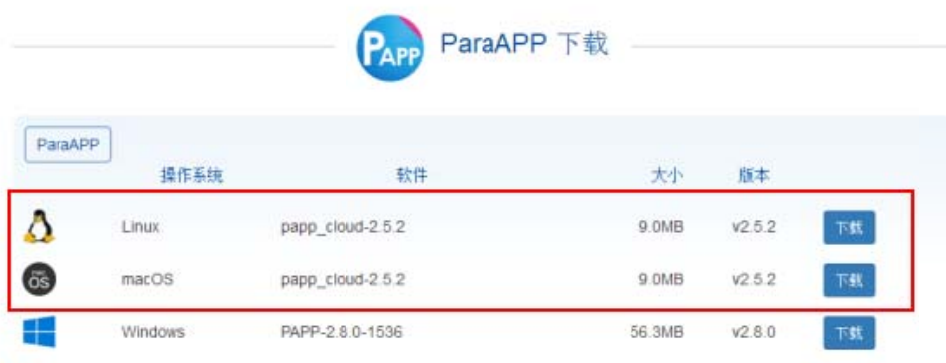 PAPP ParaAPP 下载
ParaAPP
操作系统 软件 大小 版本
Linux papp_cloud-2.5.2 9.0MB v2.5.2 下载
macOS macOS papp_cloud-2.5.2 9.0MB v2.5.2 下载
Windows PAPP-2.8.0-1536 56.3MB v2.8.0 下载